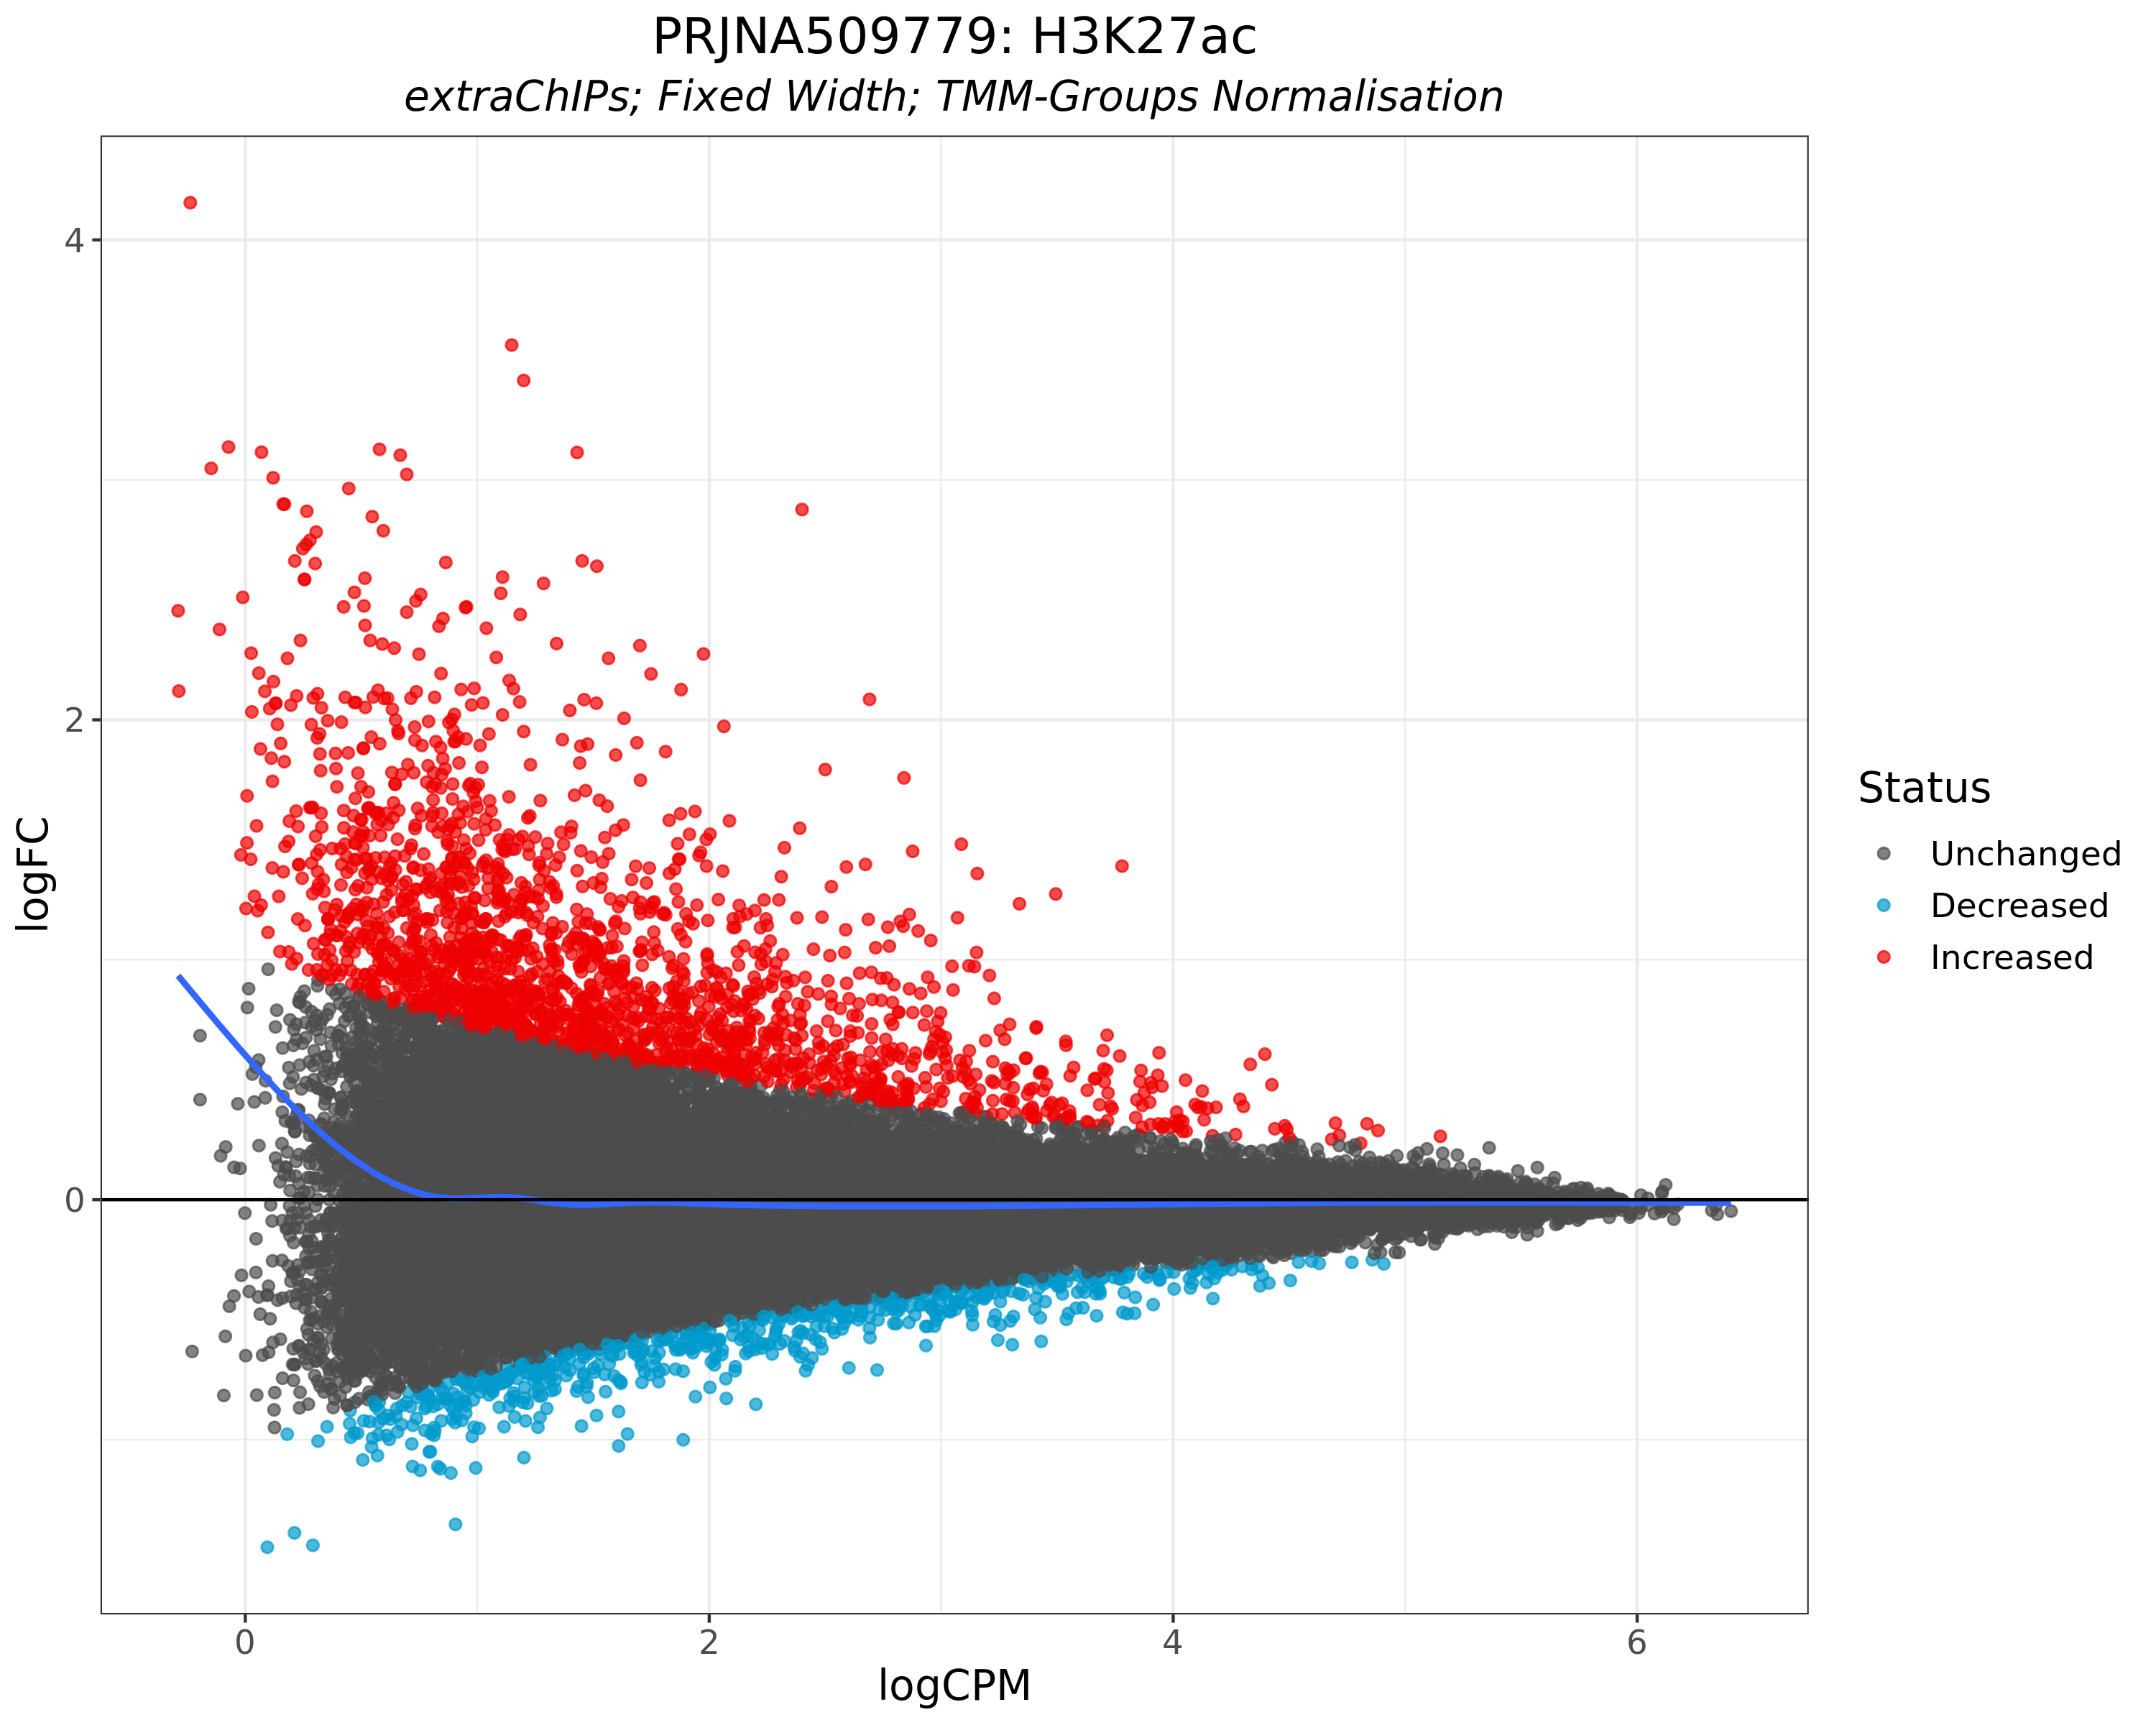 PRJNA509779: H3K27ac
extraChIPs; Fixed Width; TMM-Groups Normalisation
4
2
0
logFC
0 2 4 6
logCPM
Status
Unchanged
Decreased
Increased